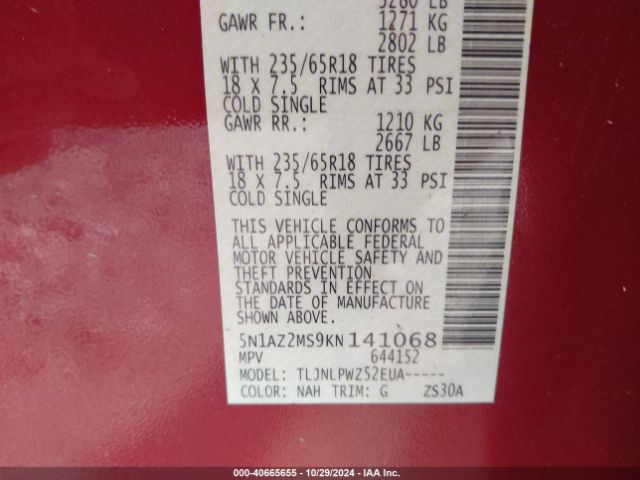 5280 LB
GAWR FR.: 1271 KG
2802 LB
WITH 235/65R18 TIRES
18 X 7.5 RIMS AT 33 PSI
COLD SINGLE
GAWR RR.: 1210 KG
2667 LB
WITH 235/65R18 TIRES
18 X 7.5 RIMS AT 33 PSI
COLD SINGLE
THIS VEHICLE CONFORMS TO
ALL APPLICABLE FEDERAL
MOTOR VEHICLE SAFETY AND
THEFT PREVENTION
STANDARDS IN EFFECT ON
THE DATE OF MANUFACTURE
SHOWN ABOVE.
5N1AZ2MS9KN141068
MPV 644152
MODEL: TLJNLPWZ52EUA-----
COLOR: NAH TRIM: G ZS30A
000-40665655 - 10/29/2024 - IAA Inc.